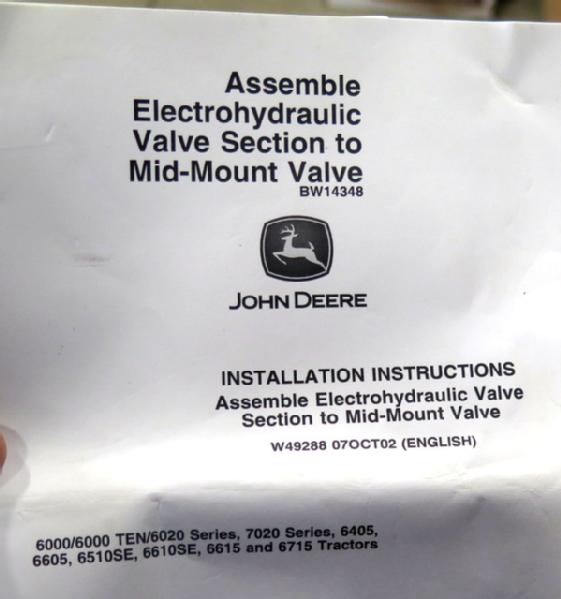 Assemble
Electrohydraulic
Valve Section to
Mid-Mount Valve
BW14348
JOHN DEERE
INSTALLATION INSTRUCTIONS
Assemble Electrohydraulic Valve
Section to Mid-Mount Valve
W49288 07OCT02 (ENGLISH)
6000/6000 TEN/6020 Series, 7020 Series, 6405,
6605, 6510SE, 6610SE, 6615 and 6715 Tractors